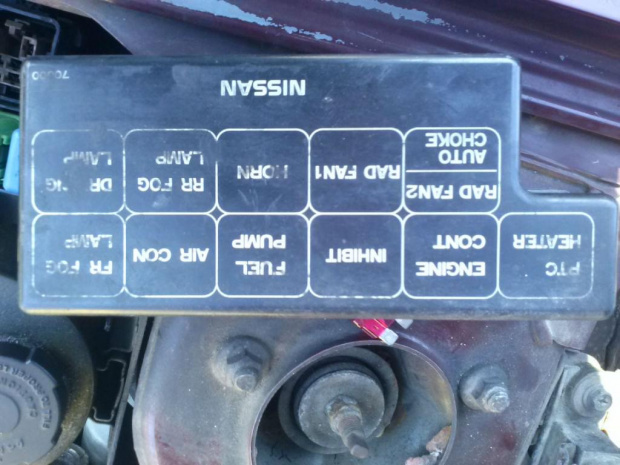 PTC
HEATER
ENGINE
CONT
INHIBIT
FUEL
PUMP
AIR CON
FR FOG
LAMP
RAD FAN2
AUTO
CHOKE
RAD FAN1
HORN
RR FOG
LAMP
LAMP
NISSAN